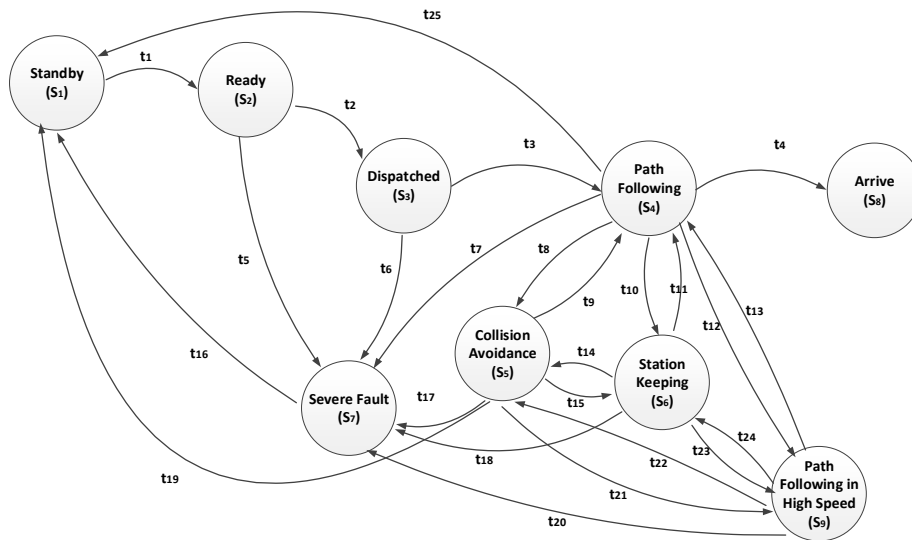 t25
Standby
(S1)
t1
Ready
(S2)
t2
Dispatched
(S3)
t3
Path
Following
(S4)
t4
Arrive
(S8)
t5
t6
t7
t8
t9
t10
t11
t12
t13
Collision
Avoidance
(S5)
t14
t15
Station
Keeping
(S6)
t16
Severe Fault
(S7)
t17
t18
t19
t20
t21
t22
t23
t24
Path
Following in
High Speed
(S9)